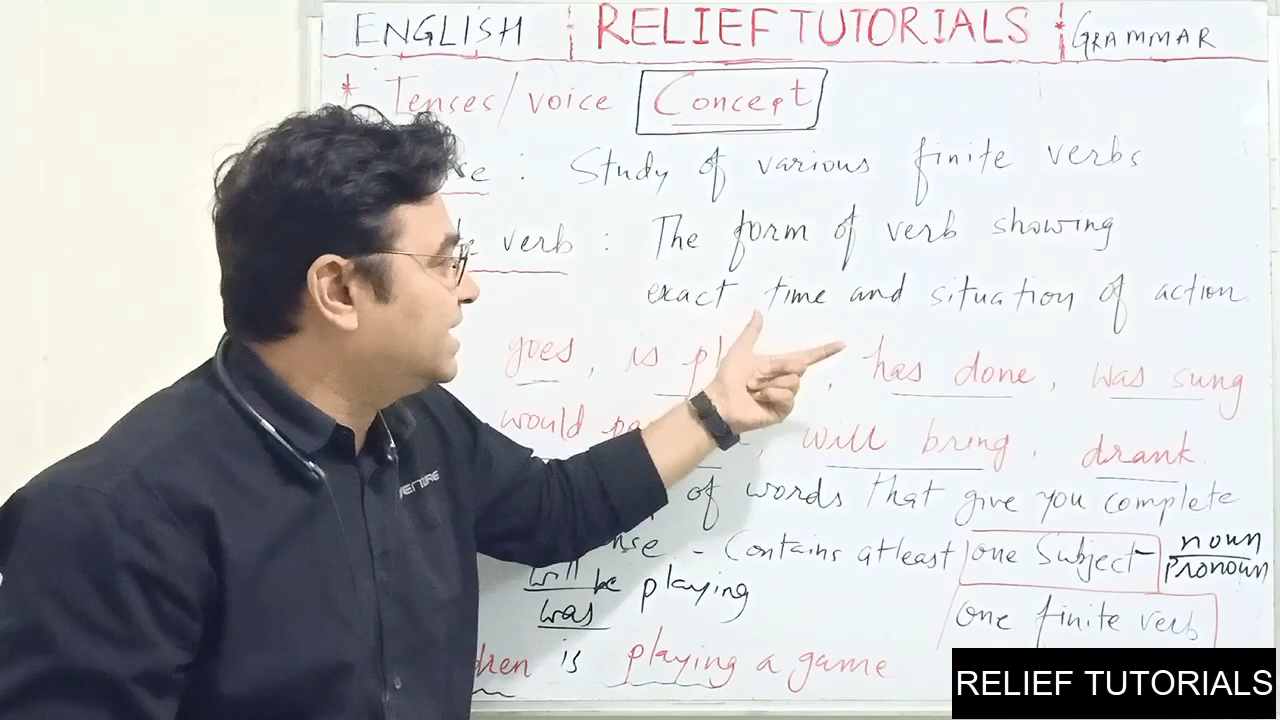 ENGLISH RELIEF TUTORIALS * GRAMMAR
* Tenses/voice Concept
: Study of various finite verbs
verb : The form of verb showing
exact time and situation of action
goes, is , has done, was sung
would , will bring, drank.
of words that give you complete
- Contains atleast one Subject - noun
pronoun
will be playing
was
one finite verb
is playing a game
VENTURE
RELIEF TUTORIALS